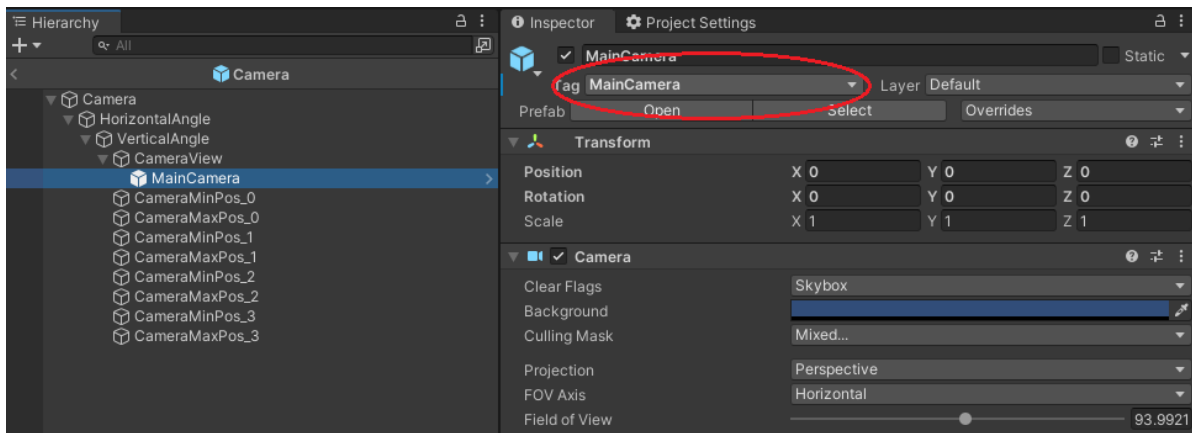 Hierarchy
All
Camera
Camera
HorizontalAngle
VerticalAngle
CameraView
MainCamera
CameraMinPos_0
CameraMaxPos_0
CameraMinPos_1
CameraMaxPos_1
CameraMinPos_2
CameraMaxPos_2
CameraMinPos_3
CameraMaxPos_3
Inspector Project Settings
MainCamera Static
Tag MainCamera Layer Default
Prefab Open Select Overrides
Transform
Position X 0 Y 0 Z 0
Rotation X 0 Y 0 Z 0
Scale X 1 Y 1 Z 1
Camera
Clear Flags Skybox
Background
Culling Mask Mixed...
Projection Perspective
FOV Axis Horizontal
Field of View 93.9921